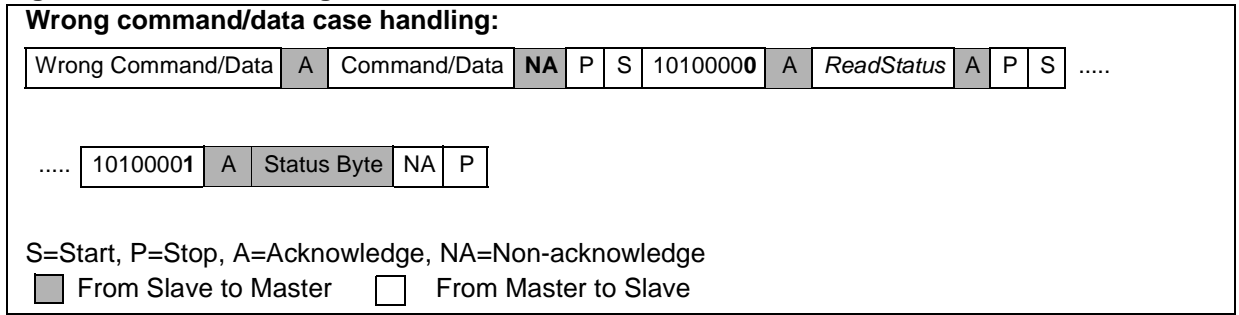 Wrong command/data case handling:
Wrong Command/Data A Command/Data NA P S 10100000 A ReadStatus A P S .....
..... 10100001 A Status Byte NA P
S=Start, P=Stop, A=Acknowledge, NA=Non-acknowledge
From Slave to Master From Master to Slave